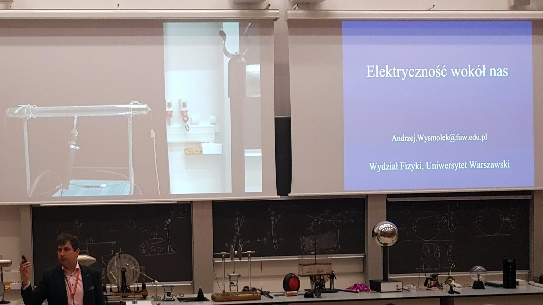 Elektryczność wokół nas
Andrzej.Wysmolek@fuw.edu.pl
Wydział Fizyki, Uniwersytet Warszawski